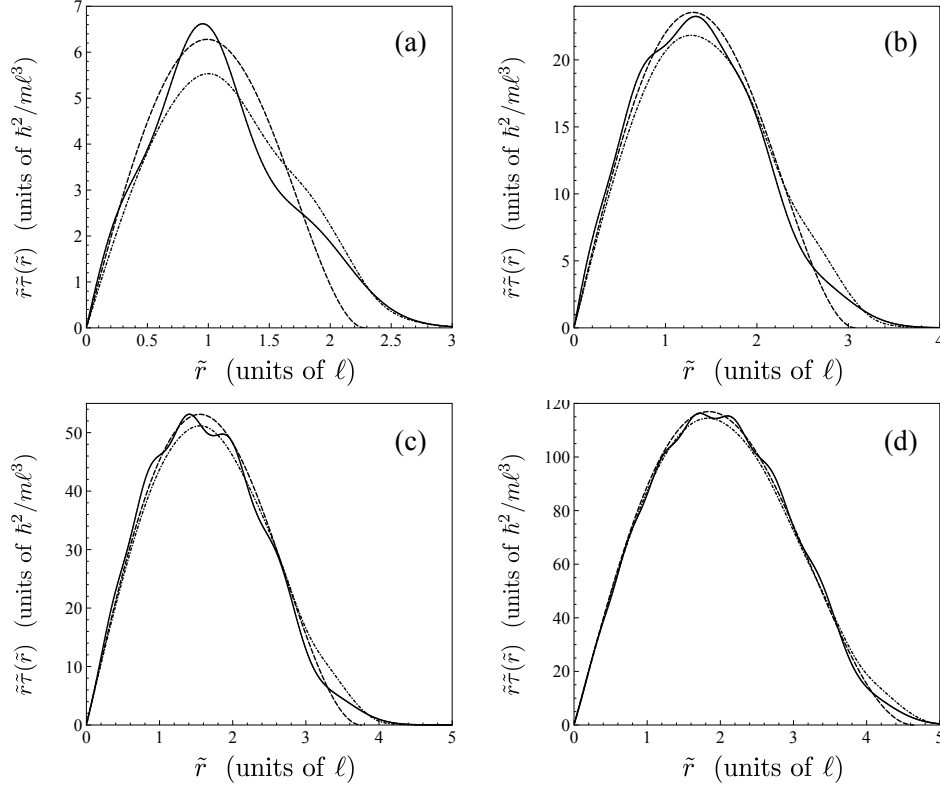 (a)
7
6
5
4
3
2
1
0
r̃τ̃(r̃) (units of ħ²/mℓ³)
0 0.5 1 1.5 2 2.5 3
r̃ (units of ℓ)
(b)
20
15
10
5
0
r̃τ̃(r̃) (units of ħ²/mℓ³)
0 1 2 3 4
r̃ (units of ℓ)
(c)
50
40
30
20
10
0
r̃τ̃(r̃) (units of ħ²/mℓ³)
0 1 2 3 4 5
r̃ (units of ℓ)
(d)
120
100
80
60
40
20
0
r̃τ̃(r̃) (units of ħ²/mℓ³)
0 1 2 3 4 5
r̃ (units of ℓ)